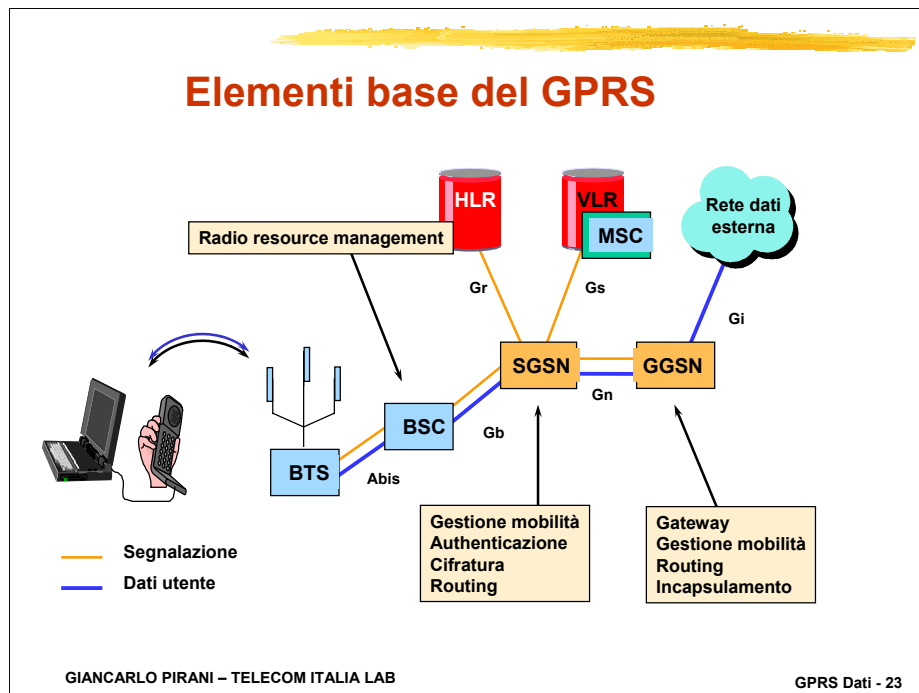 Elementi base del GPRS
HLR
VLR
MSC
Rete dati
esterna
Radio resource management
Gr
Gs
Gi
SGSN
GGSN
Gn
BSC
Gb
BTS
Abis
Gestione mobilità
Authenticazione
Cifratura
Routing
Gateway
Gestione mobilità
Routing
Incapsulamento
Segnalazione
Dati utente
GIANCARLO PIRANI – TELECOM ITALIA LAB
GPRS Dati - 23